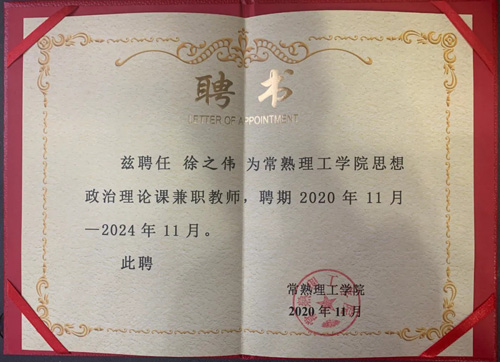 聘书
LETTER OF APPOINTMENT
兹聘任 徐之伟 为常熟理工学院思想
政治理论课兼职教师，聘期 2020 年 11 月
—2024 年 11 月。
此聘
常熟理工学院
2020 年 11 月